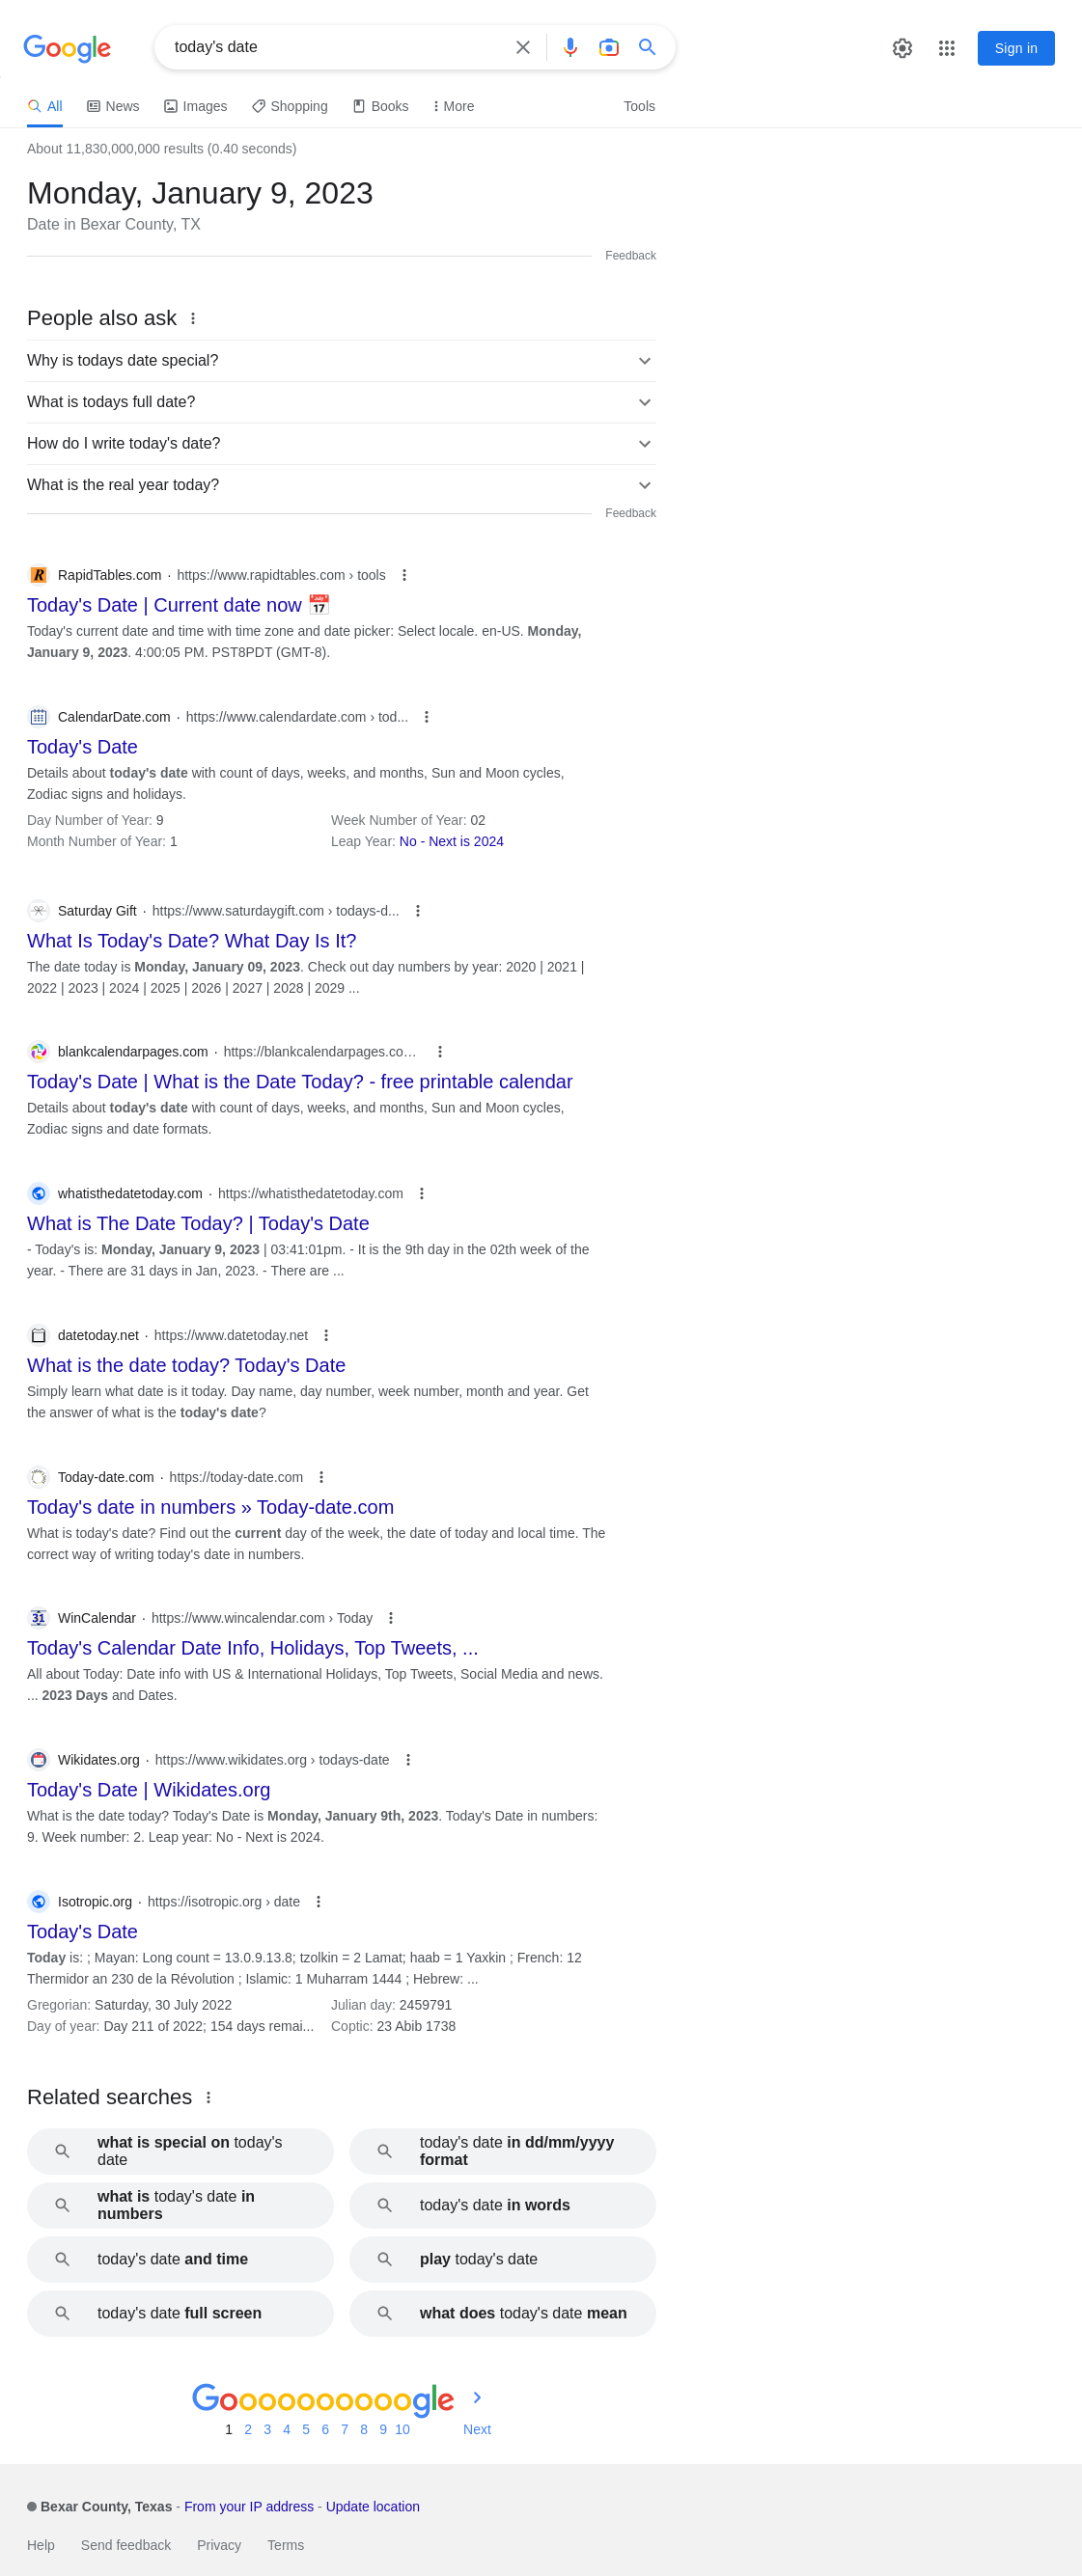 Google
today's date
Sign in
All
News
Images
Shopping
Books
More
Tools
About 11,830,000,000 results (0.40 seconds)
Monday, January 9, 2023
Date in Bexar County, TX
Feedback
People also ask
Why is todays date special?
What is todays full date?
How do I write today's date?
What is the real year today?
Feedback
RapidTables.com · https://www.rapidtables.com › tools
Today's Date | Current date now 📅
Today's current date and time with time zone and date picker: Select locale. en-US. Monday,
January 9, 2023. 4:00:05 PM. PST8PDT (GMT-8).
CalendarDate.com · https://www.calendardate.com › tod...
Today's Date
Details about today's date with count of days, weeks, and months, Sun and Moon cycles,
Zodiac signs and holidays.
Day Number of Year: 9
Week Number of Year: 02
Month Number of Year: 1
Leap Year: No - Next is 2024
Saturday Gift · https://www.saturdaygift.com › todays-d...
What Is Today's Date? What Day Is It?
The date today is Monday, January 09, 2023. Check out day numbers by year: 2020 | 2021 |
2022 | 2023 | 2024 | 2025 | 2026 | 2027 | 2028 | 2029 ...
blankcalendarpages.com · https://blankcalendarpages.co...
Today's Date | What is the Date Today? - free printable calendar
Details about today's date with count of days, weeks, and months, Sun and Moon cycles,
Zodiac signs and date formats.
whatisthedatetoday.com · https://whatisthedatetoday.com
What is The Date Today? | Today's Date
- Today's is: Monday, January 9, 2023 | 03:41:01pm. - It is the 9th day in the 02th week of the
year. - There are 31 days in Jan, 2023. - There are ...
datetoday.net · https://www.datetoday.net
What is the date today? Today's Date
Simply learn what date is it today. Day name, day number, week number, month and year. Get
the answer of what is the today's date?
Today-date.com · https://today-date.com
Today's date in numbers » Today-date.com
What is today's date? Find out the current day of the week, the date of today and local time. The
correct way of writing today's date in numbers.
31
WinCalendar · https://www.wincalendar.com › Today
Today's Calendar Date Info, Holidays, Top Tweets, ...
All about Today: Date info with US & International Holidays, Top Tweets, Social Media and news.
... 2023 Days and Dates.
Wikidates.org · https://www.wikidates.org › todays-date
Today's Date | Wikidates.org
What is the date today? Today's Date is Monday, January 9th, 2023. Today's Date in numbers:
9. Week number: 2. Leap year: No - Next is 2024.
Isotropic.org · https://isotropic.org › date
Today's Date
Today is: ; Mayan: Long count = 13.0.9.13.8; tzolkin = 2 Lamat; haab = 1 Yaxkin ; French: 12
Thermidor an 230 de la Révolution ; Islamic: 1 Muharram 1444 ; Hebrew: ...
Gregorian: Saturday, 30 July 2022
Julian day: 2459791
Day of year: Day 211 of 2022; 154 days remai...
Coptic: 23 Abib 1738
Related searches
what is special on today's
date
today's date in dd/mm/yyyy
format
what is today's date in
numbers
today's date in words
today's date and time
play today's date
today's date full screen
what does today's date mean
Goooooooooogle
1 2 3 4 5 6 7 8 9 10 Next
Bexar County, Texas - From your IP address - Update location
Help Send feedback Privacy Terms